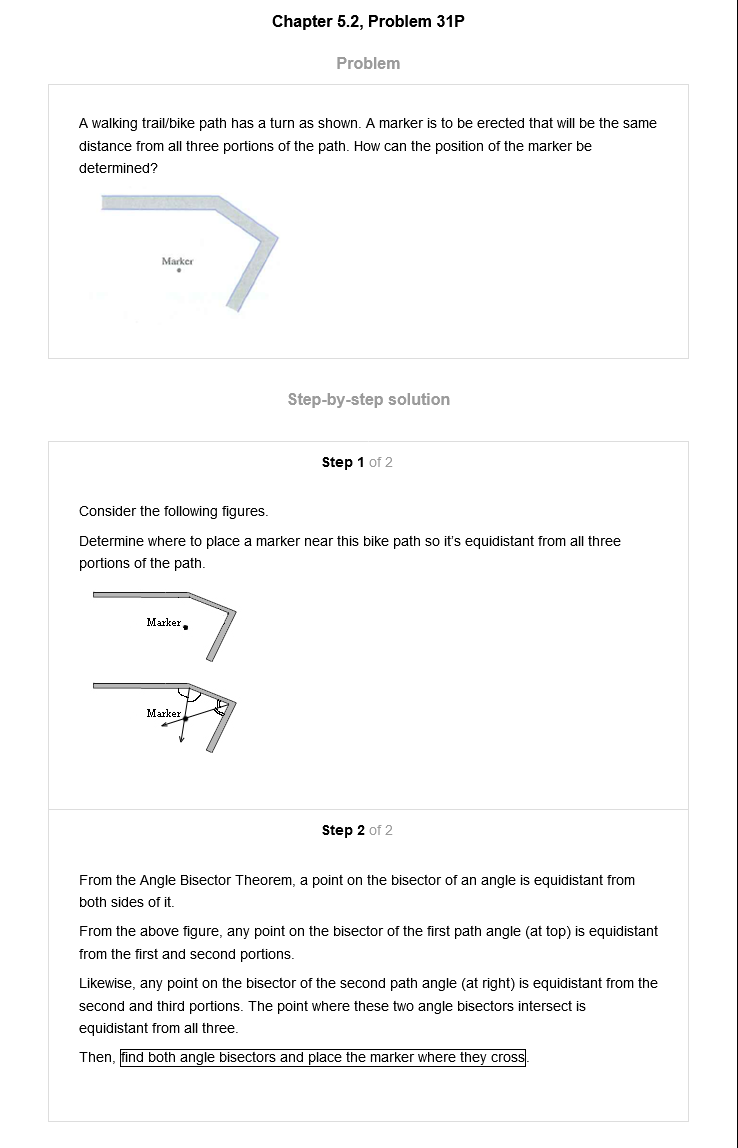 Chapter 5.2, Problem 31P
Problem
A walking trail/bike path has a turn as shown. A marker is to be erected that will be the same
distance from all three portions of the path. How can the position of the marker be
determined?
Marker
Step-by-step solution
Step 1 of 2
Consider the following figures.
Determine where to place a marker near this bike path so it's equidistant from all three
portions of the path.
Marker
Marker
Step 2 of 2
From the Angle Bisector Theorem, a point on the bisector of an angle is equidistant from
both sides of it.
From the above figure, any point on the bisector of the first path angle (at top) is equidistant
from the first and second portions.
Likewise, any point on the bisector of the second path angle (at right) is equidistant from the
second and third portions. The point where these two angle bisectors intersect is
equidistant from all three.
Then, find both angle bisectors and place the marker where they cross.